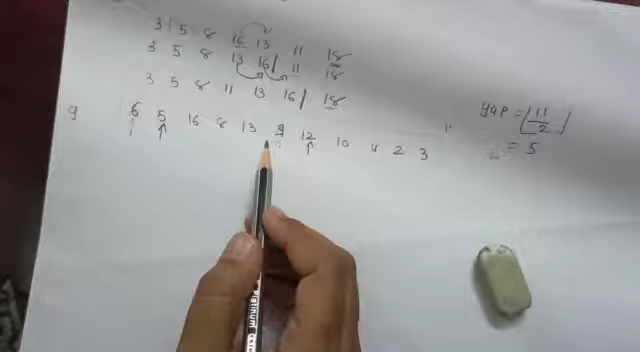 3 | 5 8 16 13 11 18
3 5 8 13 16 | 11 18
3 5 8 11 13 16 | 18
9 6 5 16 8 13 9 12 10 4 2 3
gap = ⌊11/2⌋
= 5